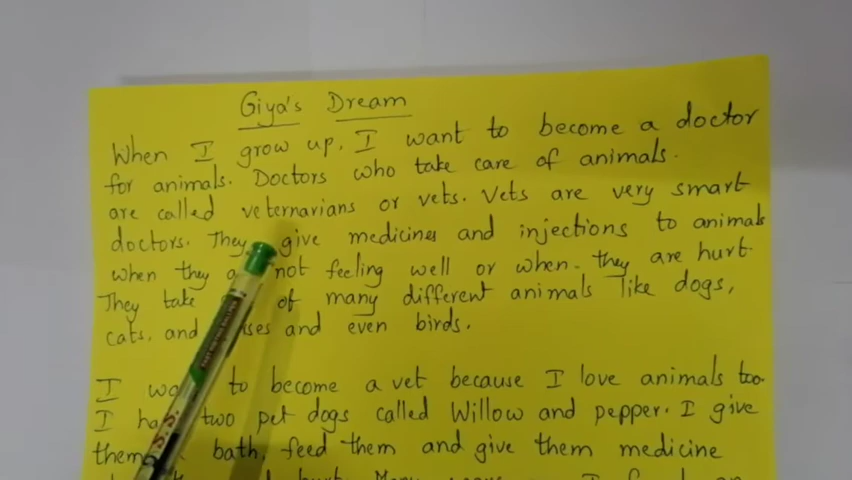 Giya's Dream
When I grow up, I want to become a doctor
for animals. Doctors who take care of animals.
are called veternarians or vets. Vets are very smart
doctors. They give medicines and injections to animals
when they not feeling well or when they are hurt.
They take of many different animals like dogs,
cats, and and even birds.
I to become a vet because I love animals too.
I two pet dogs called Willow and pepper. I give
them bath, feed them and give them medicine